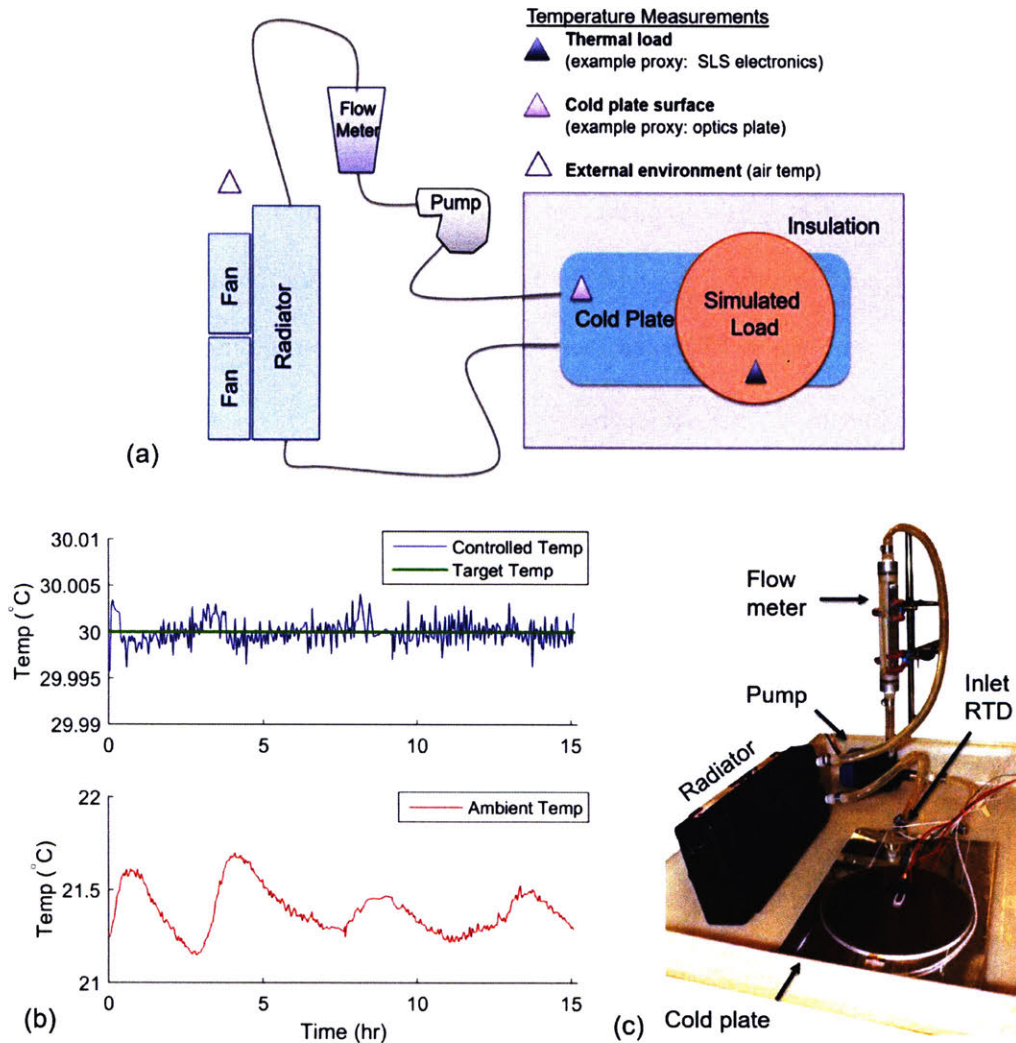 Temperature Measurements
Thermal load
(example proxy: SLS electronics)
Cold plate surface
(example proxy: optics plate)
External environment (air temp)
Flow
Meter
Pump
Fan
Fan
Radiator
Insulation
Cold Plate
Simulated
Load
(a)
30.01
30.005
30
29.995
29.99
Temp (°C)
Controlled Temp
Target Temp
0
5
10
15
22
21.5
21
Temp (°C)
Ambient Temp
0
5
10
15
Time (hr)
(b)
Flow
meter
Pump
Inlet
RTD
Radiator
Cold plate
(c)